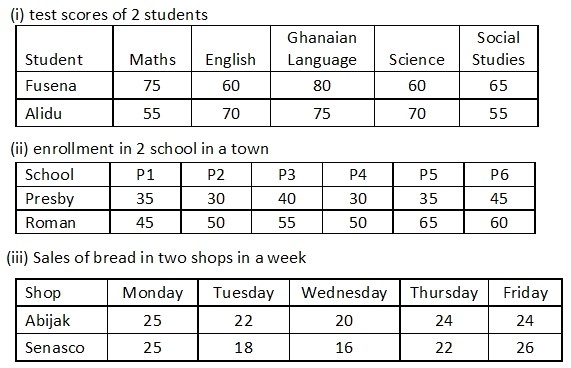 (i) test scores of 2 students
Student Maths English Ghanaian Language Science Social Studies
Fusena 75 60 80 60 65
Alidu 55 70 75 70 55
(ii) enrollment in 2 school in a town
School P1 P2 P3 P4 P5 P6
Presby 35 30 40 30 35 45
Roman 45 50 55 50 65 60
(iii) Sales of bread in two shops in a week
Shop Monday Tuesday Wednesday Thursday Friday
Abijak 25 22 20 24 24
Senasco 25 18 16 22 26